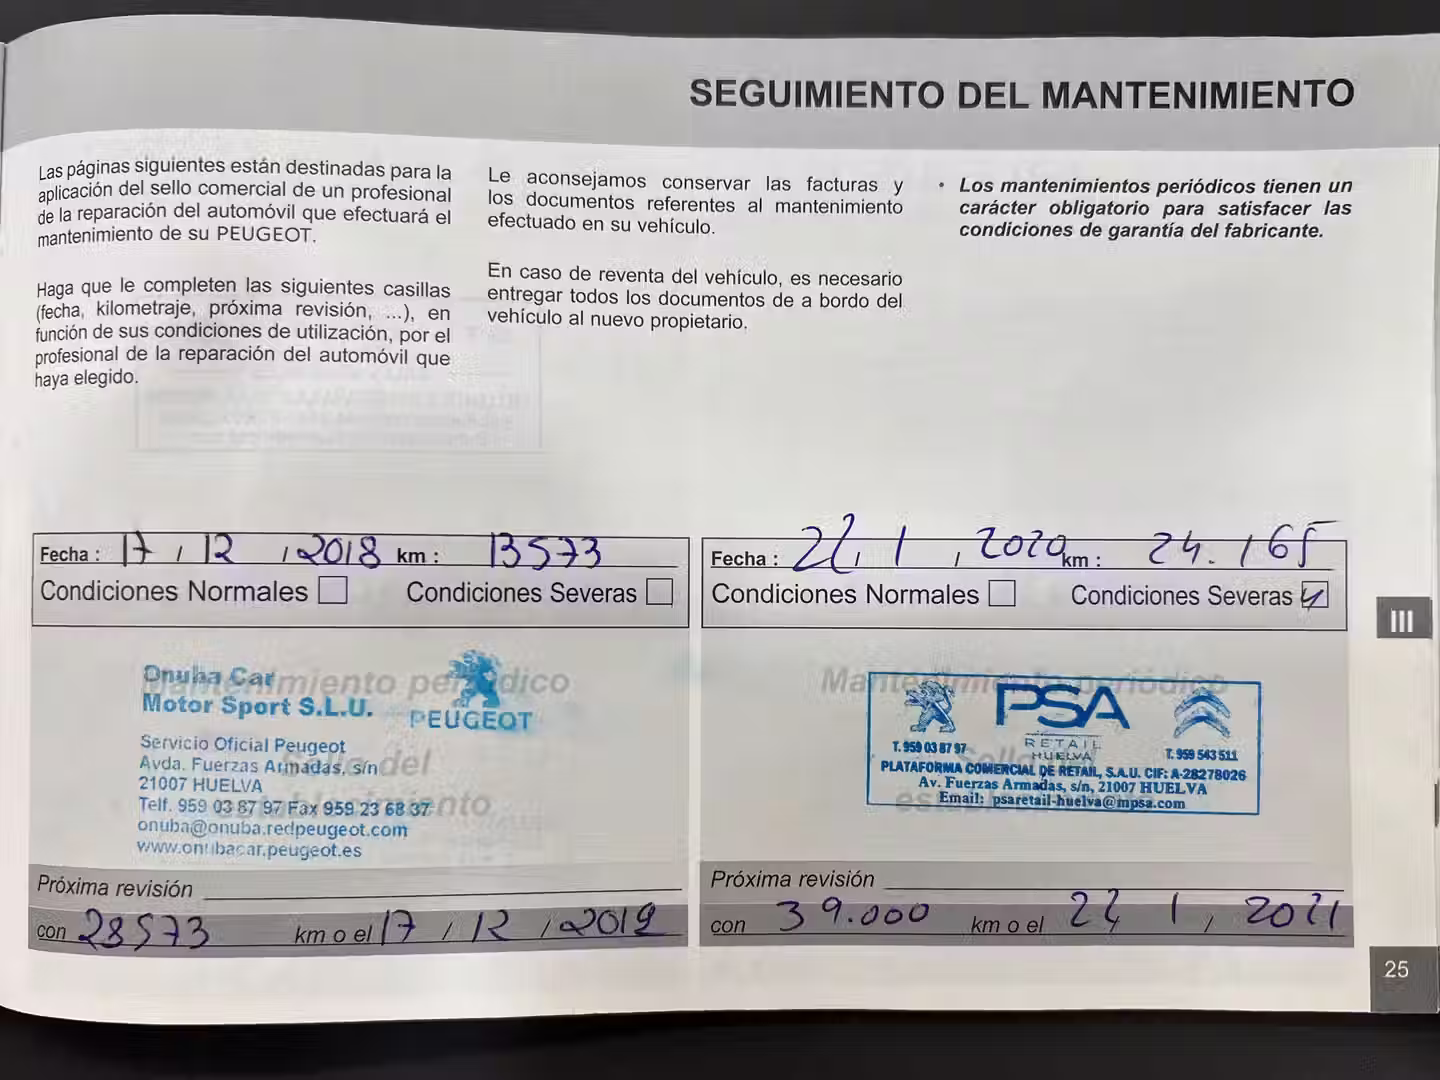 SEGUIMIENTO DEL MANTENIMIENTO
Las páginas siguientes están destinadas para la
aplicación del sello comercial de un profesional
de la reparación del automóvil que efectuará el
mantenimiento de su PEUGEOT.
Haga que le completen las siguientes casillas
(fecha, kilometraje, próxima revisión, ...), en
función de sus condiciones de utilización, por el
profesional de la reparación del automóvil que
haya elegido.
Le aconsejamos conservar las facturas y
los documentos referentes al mantenimiento
efectuado en su vehículo.
En caso de reventa del vehículo, es necesario
entregar todos los documentos de a bordo del
vehículo al nuevo propietario.
• Los mantenimientos periódicos tienen un
carácter obligatorio para satisfacer las
condiciones de garantía del fabricante.
Fecha : 17 / 12 / 2018 km : 13573
Condiciones Normales Condiciones Severas
Mantenimiento periódico
Sello del
establecimiento
Onuba Car
Motor Sport S.L.U.
PEUGEOT
Servicio Oficial Peugeot
Avda. Fuerzas Armadas, s/n
21007 HUELVA
Telf. 959 03 87 97 Fax 959 23 68 37
onuba@onuba.redpeugeot.com
www.onubacar.peugeot.es
Próxima revisión
con 28573 km o el 17 / 12 / 2019
Fecha : 22 / 1 / 2020 km : 24.165
Condiciones Normales Condiciones Severas
Mantenimiento periódico
PSA
RETAIL
HUELVA
T. 959 03 87 97
T. 959 543 511
PLATAFORMA COMERCIAL DE RETAIL, S.A.U. CIF: A-28278026
Av. Fuerzas Armadas, s/n, 21007 HUELVA
Email: psaretail-huelva@mpsa.com
Próxima revisión
con 39.000 km o el 22 1 / 2021
III
25